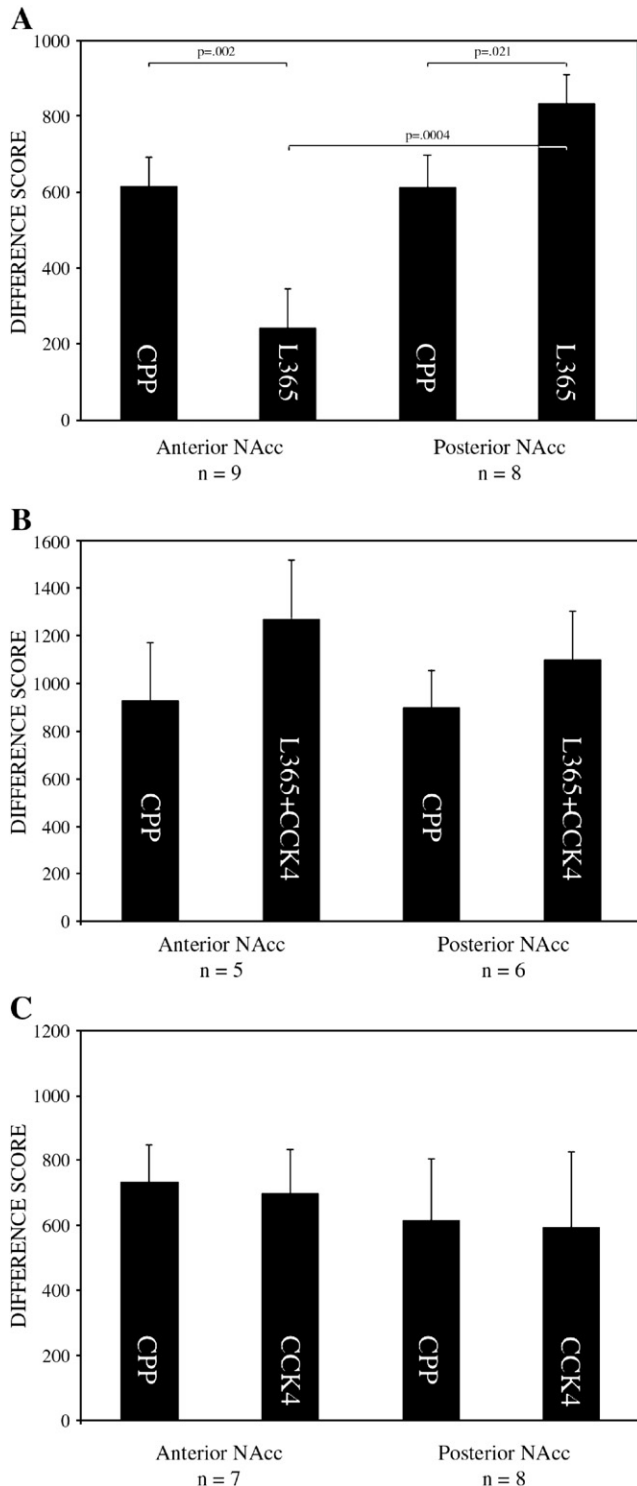 A
DIFFERENCE SCORE
1000
800
600
400
200
0
p=.002
p=.021
p=.0004
CPP
L365
CPP
L365
Anterior NAcc
n = 9
Posterior NAcc
n = 8
B
DIFFERENCE SCORE
1600
1400
1200
1000
800
600
400
200
0
CPP
L365+CCK4
CPP
L365+CCK4
Anterior NAcc
n = 5
Posterior NAcc
n = 6
C
DIFFERENCE SCORE
1200
1000
800
600
400
200
0
CPP
CCK4
CPP
CCK4
Anterior NAcc
n = 7
Posterior NAcc
n = 8